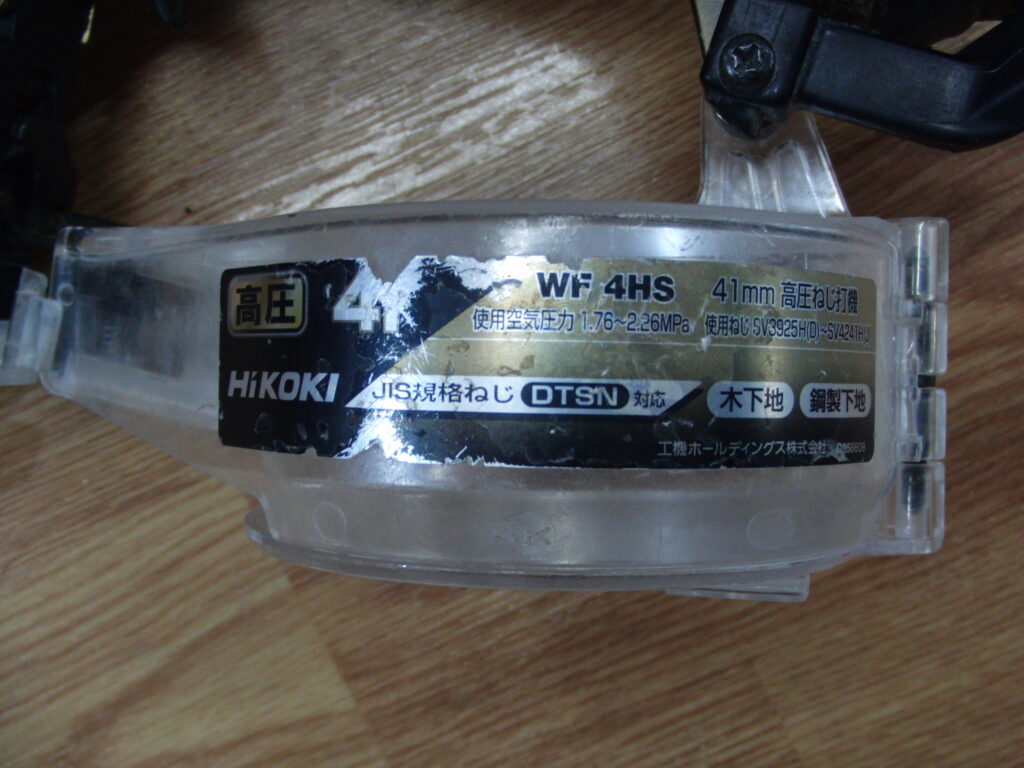 高圧
41
WF 4HS
41mm 高圧ねじ打機
使用空気圧力 1.76～2.26MPa
使用ねじ SV3925H(D)～SV4241H(J)
HiKOKI
JIS規格ねじ DTSN 対応
木下地
鋼製下地
工機ホールディングス株式会社